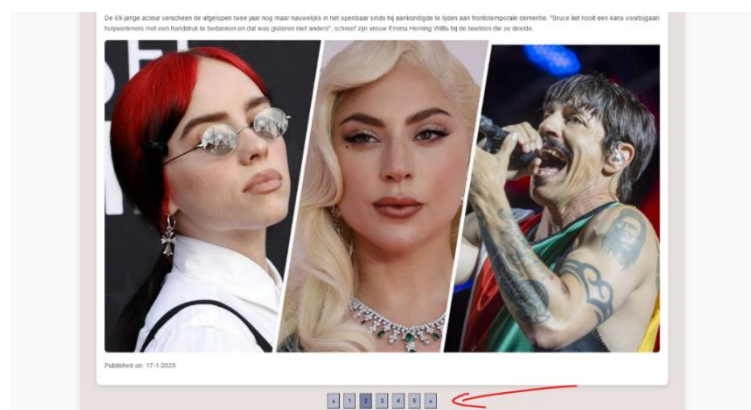 De 69-jarige acteur verscheen de afgelopen twee jaar nog maar nauwelijks in het openbaar sinds hij aankondigde te lijden aan frontotemporale dementie. "Bruce liet nooit een kans voorbijgaan
hulpverleners met een handdruk te bedanken en dat was gisteren niet anders", schreef zijn vrouw Emma Heming Willis bij de beelden die ze deelde.
Published on: 17-1-2025
« 1 2 3 4 5 »